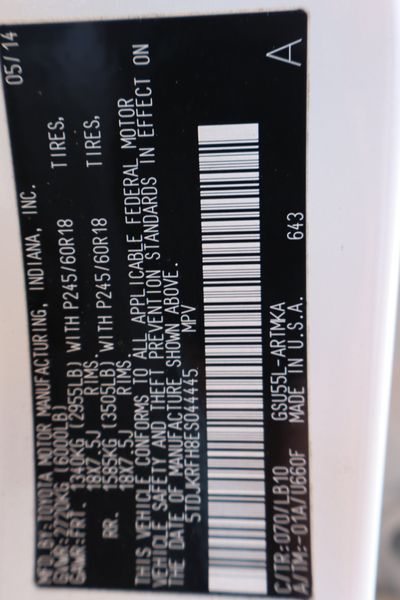 MFD BY:TOYOTA MOTOR MANUFACTURING, INDIANA, INC. 05/14
GVWR:2720KG (6000LB)
GAWR:FRT. 1340KG (2955LB) WITH P245/60R18 TIRES,
18X7.5J RIMS.
RR. 1585KG (3505LB) WITH P245/60R18 TIRES,
18X7.5J RIMS
THIS VEHICLE CONFORMS TO ALL APPLICABLE FEDERAL MOTOR
VEHICLE SAFETY AND THEFT PREVENTION STANDARDS IN EFFECT ON
THE DATE OF MANUFACTURE SHOWN ABOVE.
5TDJKRFH8ES044445 MPV
C/TR:070/LB10 GSU55L-ARTMKA
A/TM:-01A/U660F MADE IN U.S.A. 643 A